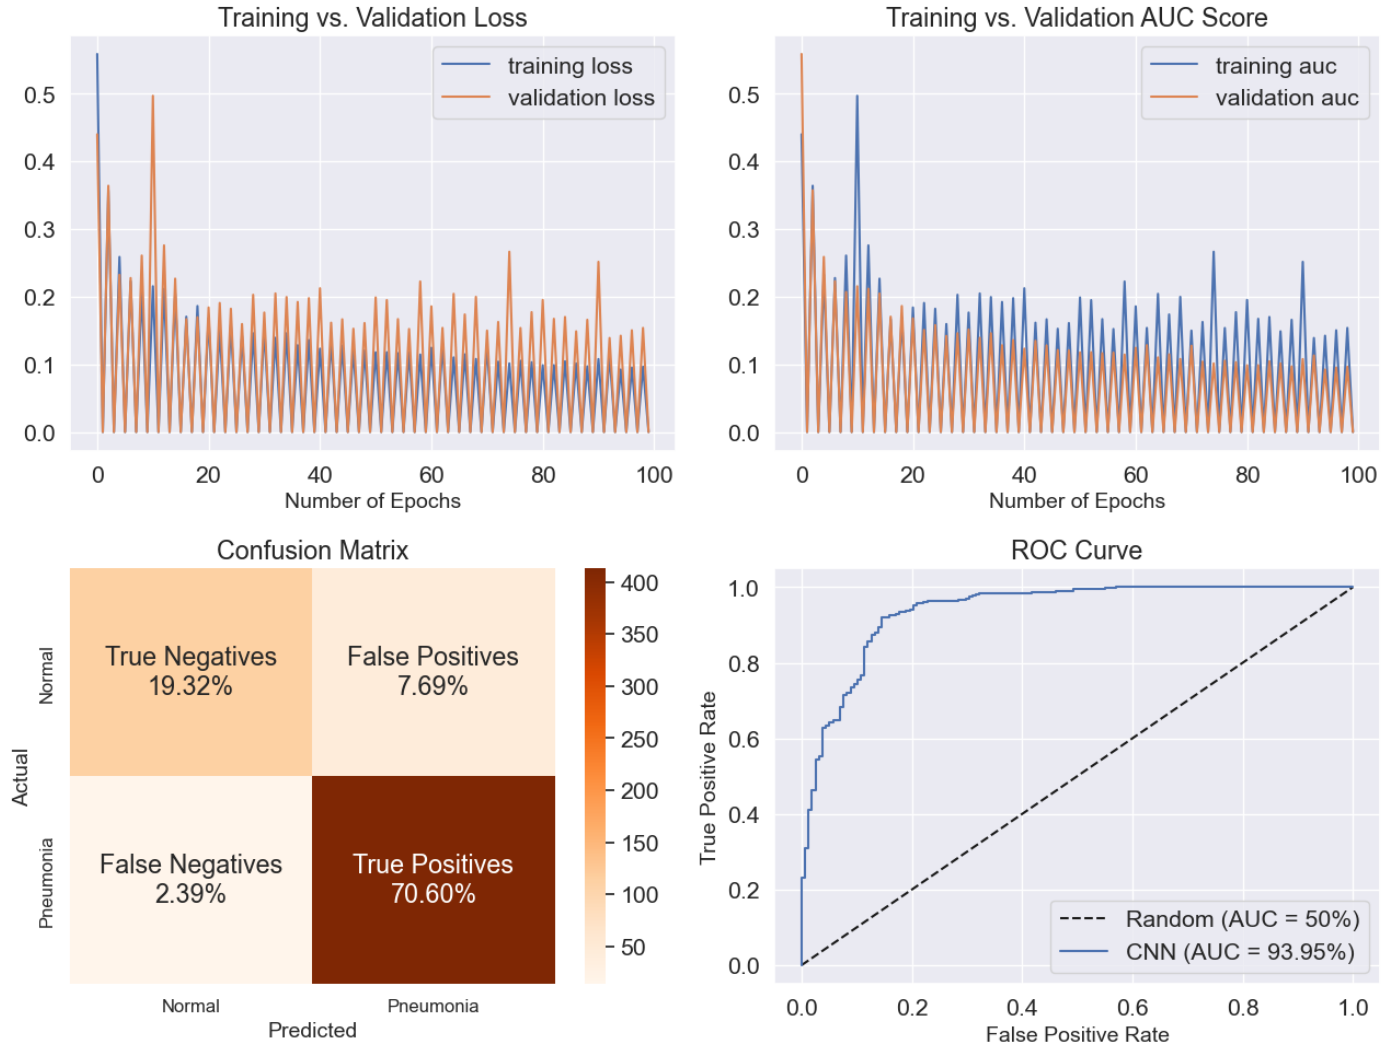 Training vs. Validation Loss
training loss
validation loss
0.5
0.4
0.3
0.2
0.1
0.0
0 20 40 60 80 100
Number of Epochs
Training vs. Validation AUC Score
training auc
validation auc
0.5
0.4
0.3
0.2
0.1
0.0
0 20 40 60 80 100
Number of Epochs
Confusion Matrix
Actual
Normal
Pneumonia
True Negatives
19.32%
False Positives
7.69%
False Negatives
2.39%
True Positives
70.60%
Normal Pneumonia
Predicted
400
350
300
250
200
150
100
50
ROC Curve
True Positive Rate
1.0
0.8
0.6
0.4
0.2
0.0
Random (AUC = 50%)
CNN (AUC = 93.95%)
0.0 0.2 0.4 0.6 0.8 1.0
False Positive Rate